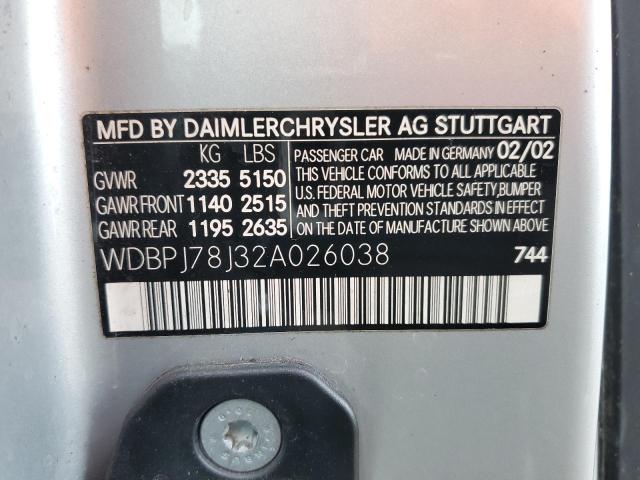 MFD BY DAIMLERCHRYSLER AG STUTTGART
KG LBS
GVWR 2335 5150
GAWR FRONT 1140 2515
GAWR REAR 1195 2635
PASSENGER CAR MADE IN GERMANY 02/02
THIS VEHICLE CONFORMS TO ALL APPLICABLE
U.S. FEDERAL MOTOR VEHICLE SAFETY, BUMPER
AND THEFT PREVENTION STANDARDS IN EFFECT
ON THE DATE OF MANUFACTURE SHOWN ABOVE.
WDBPJ78J32A026038 744